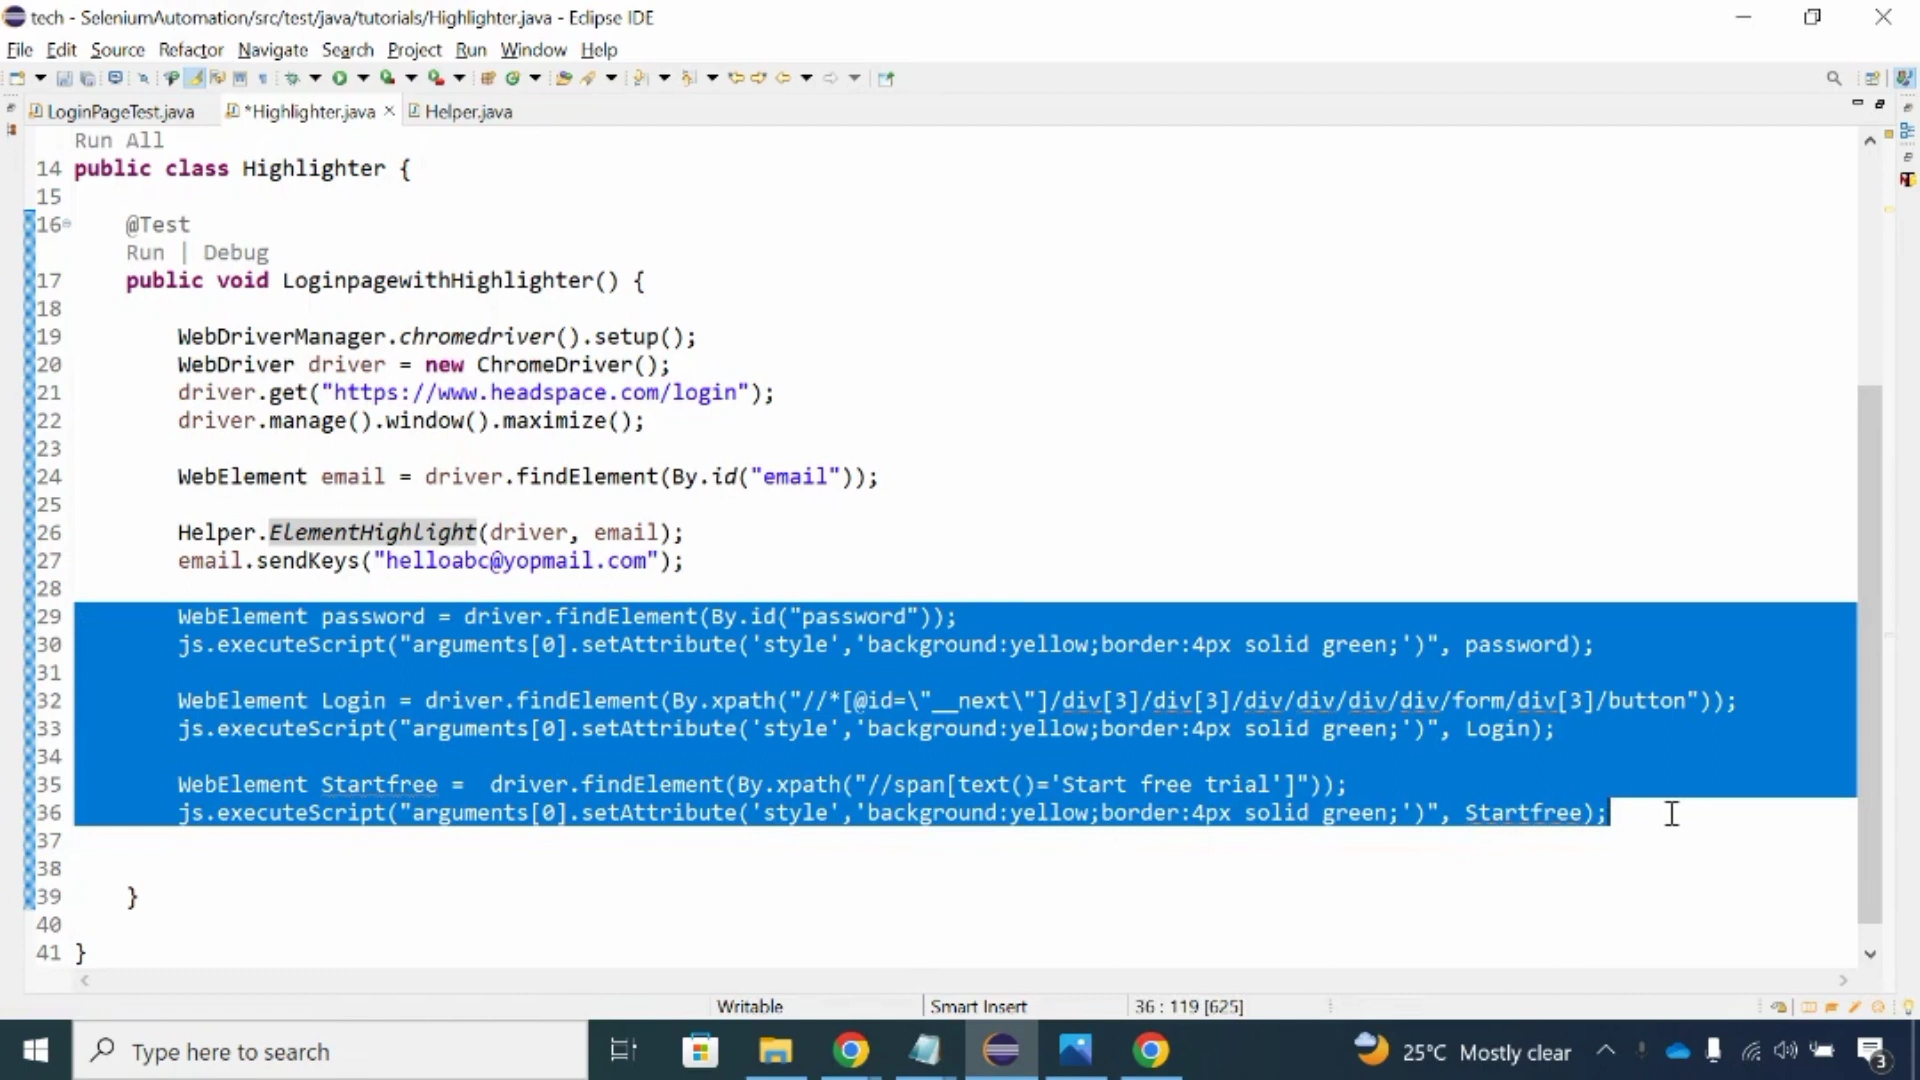 tech - SeleniumAutomation/src/test/java/tutorials/Highlighter.java - Eclipse IDE
File Edit Source Refactor Navigate Search Project Run Window Help
LoginPageTest.java *Highlighter.java Helper.java
Run All
14 public class Highlighter {
15
16 @Test
Run | Debug
17 public void LoginpagewithHighlighter() {
18
19 WebDriverManager.chromedriver().setup();
20 WebDriver driver = new ChromeDriver();
21 driver.get("https://www.headspace.com/login");
22 driver.manage().window().maximize();
23
24 WebElement email = driver.findElement(By.id("email"));
25
26 Helper.ElementHighlight(driver, email);
27 email.sendKeys("helloabc@yopmail.com");
28
29 WebElement password = driver.findElement(By.id("password"));
30 js.executeScript("arguments[0].setAttribute('style','background:yellow;border:4px solid green;')", password);
31
32 WebElement Login = driver.findElement(By.xpath("//*[@id=\"__next\"]/div[3]/div[3]/div/div/div/div/form/div[3]/button"));
33 js.executeScript("arguments[0].setAttribute('style','background:yellow;border:4px solid green;')", Login);
34
35 WebElement Startfree = driver.findElement(By.xpath("//span[text()='Start free trial']"));
36 js.executeScript("arguments[0].setAttribute('style','background:yellow;border:4px solid green;')", Startfree);
37
38
39 }
40
41 }
Writable Smart Insert 36 : 119 [625]
Type here to search 25°C Mostly clear 3